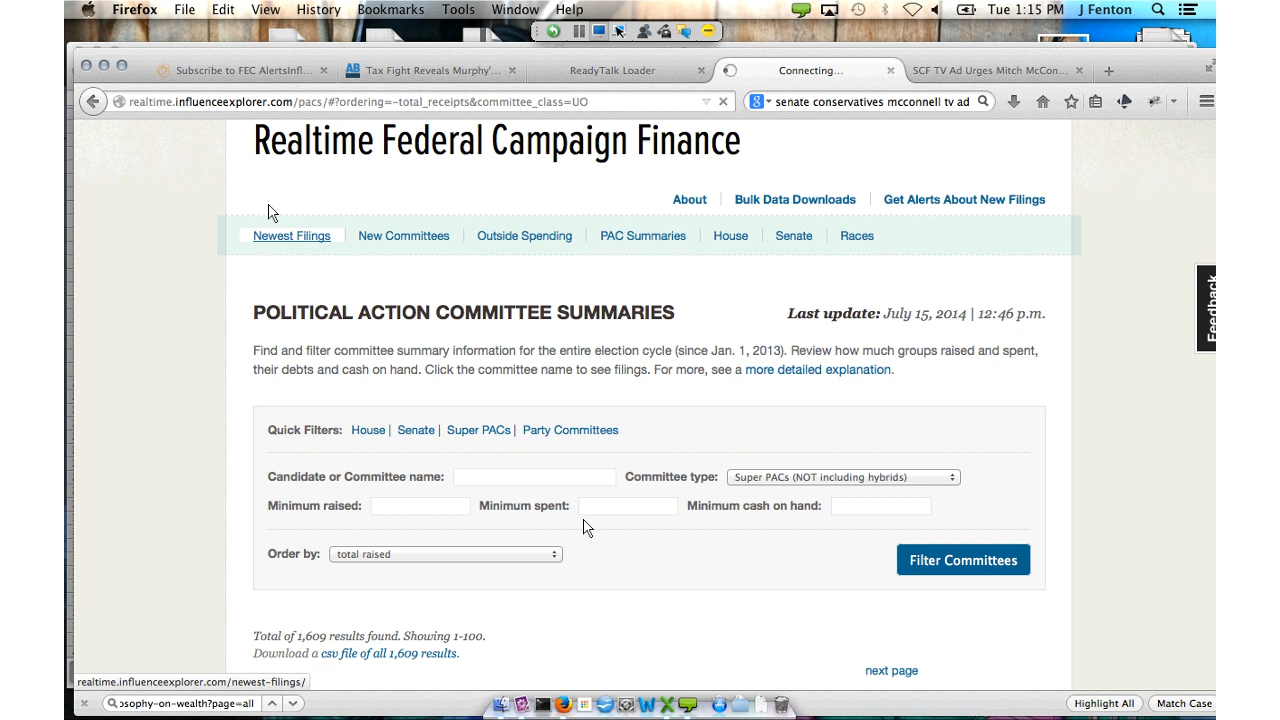 Firefox File Edit View History Bookmarks Tools Window Help Tue 1:15 PM J Fenton
Subscribe to FEC AlertsInfl... Tax Fight Reveals Murphy'... ReadyTalk Loader Connecting... SCF TV Ad Urges Mitch McCon...
realtime.influenceexplorer.com/pacs/#?ordering=-total_receipts&committee_class=UO senate conservatives mcconnell tv ad
Realtime Federal Campaign Finance
About Bulk Data Downloads Get Alerts About New Filings
Newest Filings New Committees Outside Spending PAC Summaries House Senate Races
Feedback
POLITICAL ACTION COMMITTEE SUMMARIES Last update: July 15, 2014 | 12:46 p.m.
Find and filter committee summary information for the entire election cycle (since Jan. 1, 2013). Review how much groups raised and spent,
their debts and cash on hand. Click the committee name to see filings. For more, see a more detailed explanation.
Quick Filters: House | Senate | Super PACs | Party Committees
Candidate or Committee name: Committee type: Super PACs (NOT including hybrids)
Minimum raised: Minimum spent: Minimum cash on hand:
Order by: total raised Filter Committees
Total of 1,609 results found. Showing 1-100.
Download a csv file of all 1,609 results.
next page
realtime.influenceexplorer.com/newest-filings/
osophy-on-wealth?page=all Highlight All Match Case